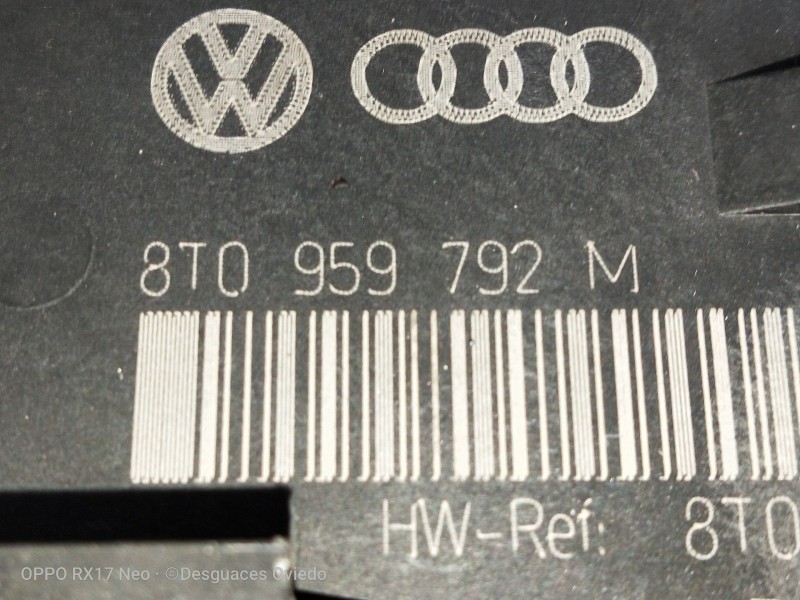 8T0 959 792 M
HW-Ref: 8T0
OPPO RX17 Neo · ©Desguaces Oviedo